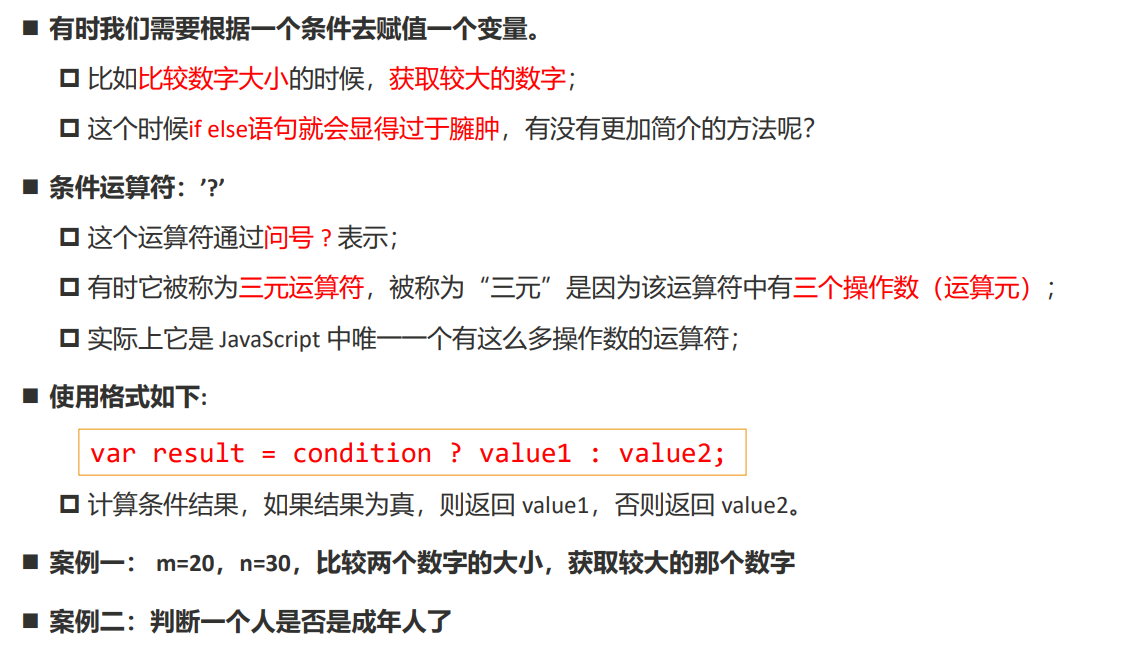 有时我们需要根据一个条件去赋值一个变量。
比如比较数字大小的时候，获取较大的数字；
这个时候if else语句就会显得过于臃肿，有没有更加简介的方法呢？
条件运算符：’?’
这个运算符通过问号 ? 表示；
有时它被称为三元运算符，被称为“三元”是因为该运算符中有三个操作数（运算元）；
实际上它是 JavaScript 中唯一一个有这么多操作数的运算符；
使用格式如下:
var result = condition ? value1 : value2;
计算条件结果，如果结果为真，则返回 value1，否则返回 value2。
案例一： m=20，n=30，比较两个数字的大小，获取较大的那个数字
案例二：判断一个人是否是成年人了